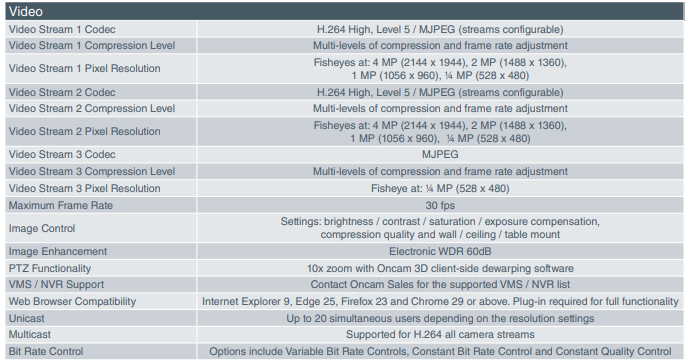 Video
Video Stream 1 Codec H.264 High, Level 5 / MJPEG (streams configurable)
Video Stream 1 Compression Level Multi-levels of compression and frame rate adjustment
Video Stream 1 Pixel Resolution Fisheyes at: 4 MP (2144 x 1944), 2 MP (1488 x 1360),
1 MP (1056 x 960), ¼ MP (528 x 480)
Video Stream 2 Codec H.264 High, Level 5 / MJPEG (streams configurable)
Video Stream 2 Compression Level Multi-levels of compression and frame rate adjustment
Video Stream 2 Pixel Resolution Fisheyes at: 4 MP (2144 x 1944), 2 MP (1488 x 1360),
1 MP (1056 x 960), ¼ MP (528 x 480)
Video Stream 3 Codec MJPEG
Video Stream 3 Compression Level Multi-levels of compression and frame rate adjustment
Video Stream 3 Pixel Resolution Fisheye at: ¼ MP (528 x 480)
Maximum Frame Rate 30 fps
Image Control Settings: brightness / contrast / saturation / exposure compensation,
compression quality and wall / ceiling / table mount
Image Enhancement Electronic WDR 60dB
PTZ Functionality 10x zoom with Oncam 3D client-side dewarping software
VMS / NVR Support Contact Oncam Sales for the supported VMS / NVR list
Web Browser Compatibility Internet Explorer 9, Edge 25, Firefox 23 and Chrome 29 or above. Plug-in required for full functionality
Unicast Up to 20 simultaneous users depending on the resolution settings
Multicast Supported for H.264 all camera streams
Bit Rate Control Options include Variable Bit Rate Controls, Constant Bit Rate Control and Constant Quality Control